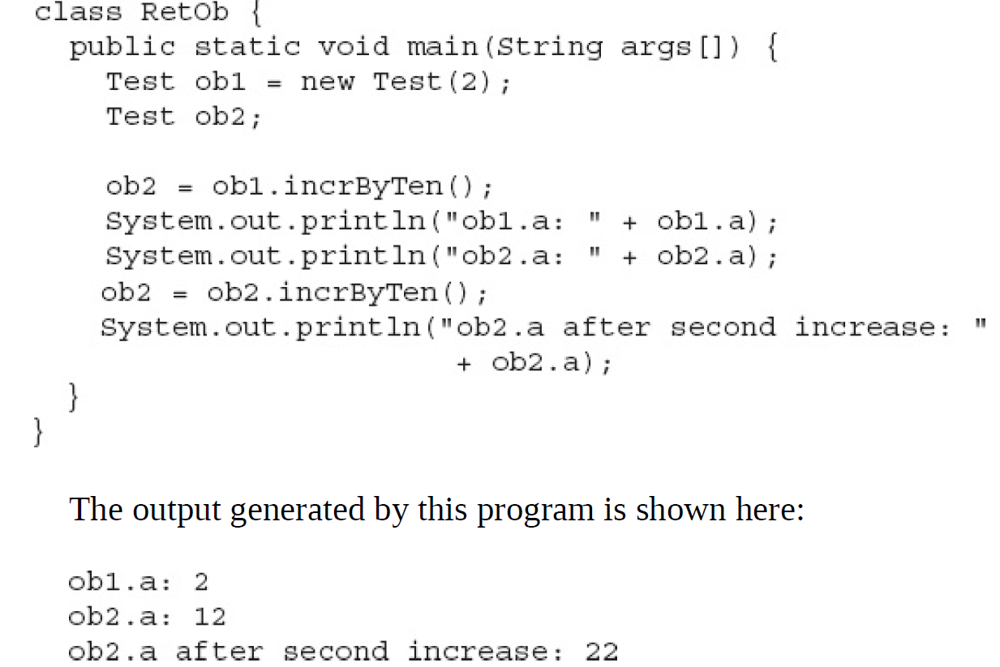 class RetOb {
public static void main(String args[]) {
Test ob1 = new Test(2);
Test ob2;
ob2 = ob1.incrByTen();
System.out.println("ob1.a: " + ob1.a);
System.out.println("ob2.a: " + ob2.a);
ob2 = ob2.incrByTen();
System.out.println("ob2.a after second increase: "
+ ob2.a);
}
}
The output generated by this program is shown here:
ob1.a: 2
ob2.a: 12
ob2.a after second increase: 22